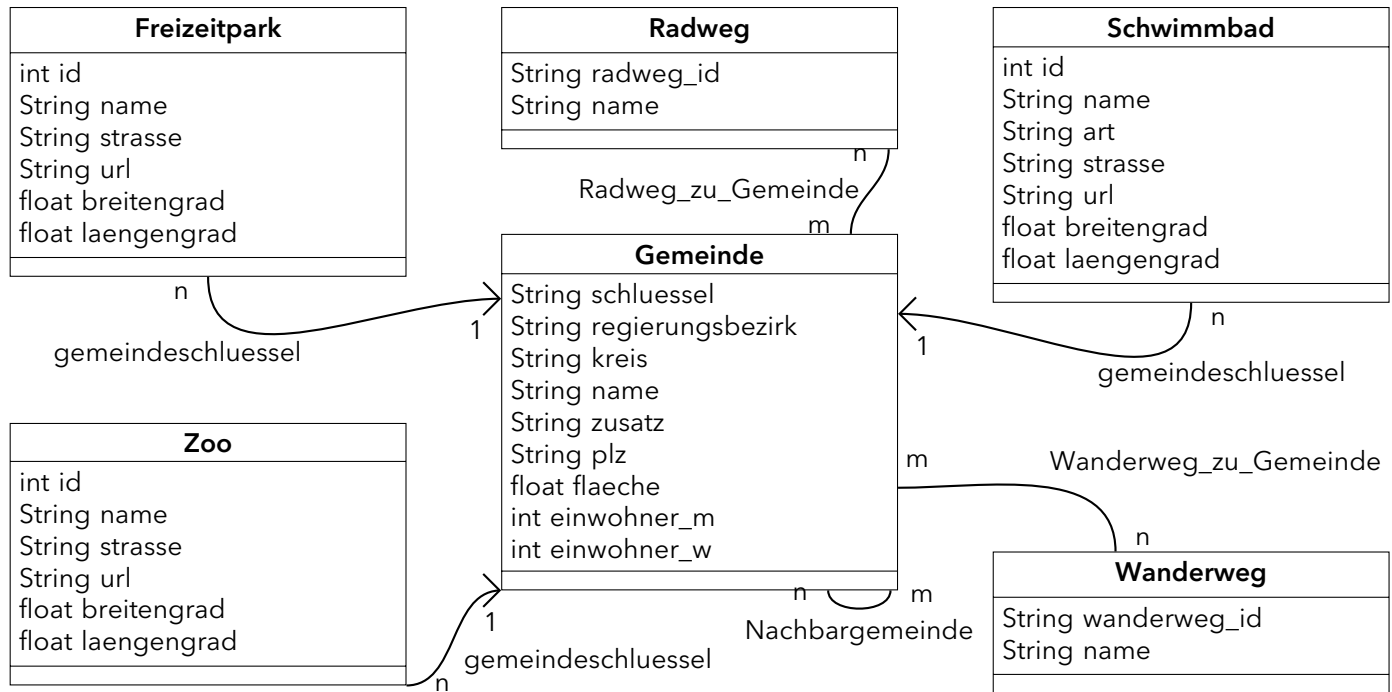 Freizeitpark
int id
String name
String strasse
String url
float breitengrad
float laengengrad
n
1
gemeindeschluessel
Radweg
String radweg_id
String name
n
Radweg_zu_Gemeinde
m
Schwimmbad
int id
String name
String art
String strasse
String url
float breitengrad
float laengengrad
n
1
gemeindeschluessel
Gemeinde
String schluessel
String regierungsbezirk
String kreis
String name
String zusatz
String plz
float flaeche
int einwohner_m
int einwohner_w
n
m
Nachbargemeinde
Zoo
int id
String name
String strasse
String url
float breitengrad
float laengengrad
n
1
gemeindeschluessel
m
Wanderweg_zu_Gemeinde
n
Wanderweg
String wanderweg_id
String name